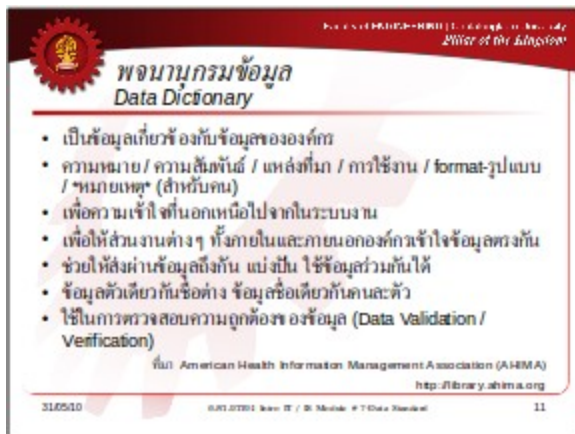 Faculty of ENGINEERING | Chulalongkorn University
Pillar of the Kingdom
พจนานุกรมข้อมูล
Data Dictionary
• เป็นข้อมูลเกี่ยวข้องกับข้อมูลขององค์กร
• ความหมาย / ความสัมพันธ์ / แหล่งที่มา / การใช้งาน / format-รูปแบบ
/ *หมายเหตุ* (สำหรับคน)
• เพื่อความเข้าใจที่นอกเหนือไปจากในระบบงาน
• เพื่อให้ส่วนงานต่างๆ ทั้งภายในและภายนอกองค์กรเข้าใจข้อมูลตรงกัน
• ช่วยให้ส่งผ่านข้อมูลถึงกัน แบ่งปัน ใช้ข้อมูลร่วมกันได้
• ข้อมูลตัวเดียวกันชื่อต่าง ข้อมูลชื่อเดียวกันคนละตัว
• ใช้ในการตรวจสอบความถูกต้องของข้อมูล (Data Validation /
Verification)
ที่มา American Health Information Management Association (AHIMA)
http://library.ahima.org
31/05/10
Intro IT / IS Module # 7-Data Standard
11